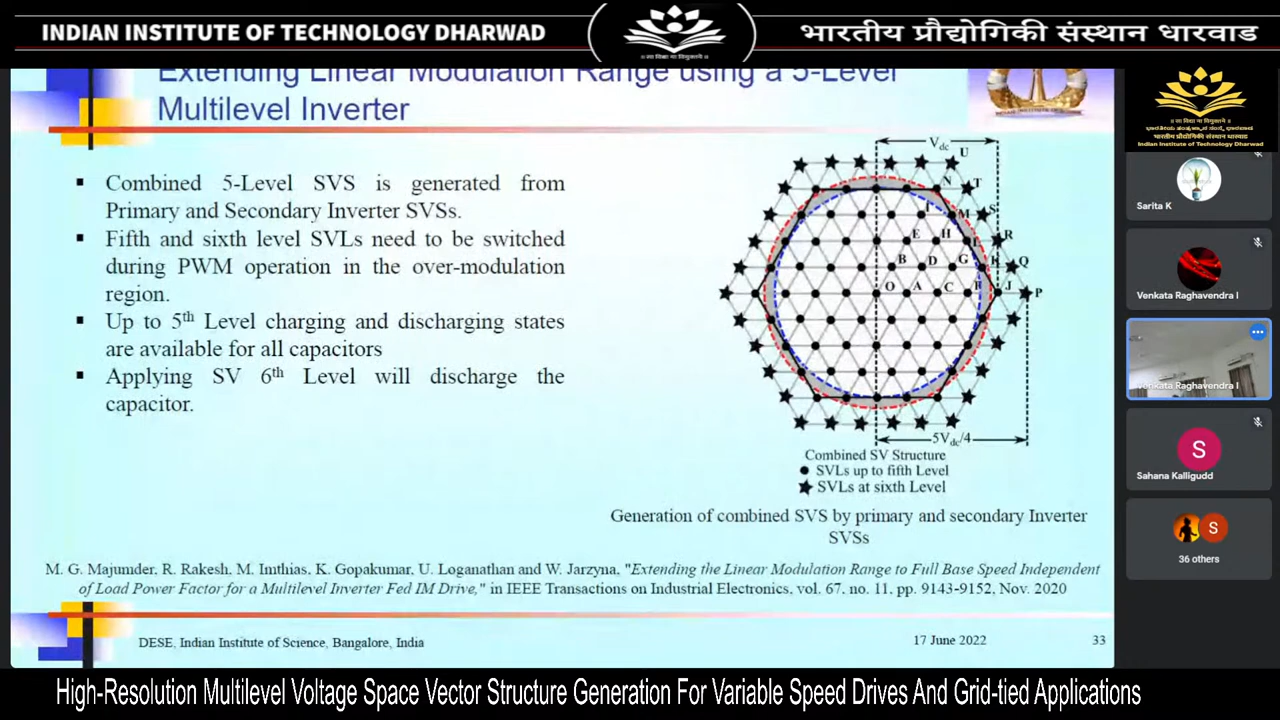 INDIAN INSTITUTE OF TECHNOLOGY DHARWAD
भारतीय प्रौद्योगिकी संस्थान धारवाड
Extending Linear Modulation Range using a 5-Level
Multilevel Inverter
Combined 5-Level SVS is generated from
Primary and Secondary Inverter SVSs.
Fifth and sixth level SVLs need to be switched
during PWM operation in the over-modulation
region.
Up to 5th Level charging and discharging states
are available for all capacitors
Applying SV 6th Level will discharge the
capacitor.
Vdc
U
N T
I M S
E H L R
B D G K Q
O A C F J P
5Vdc/4
Combined SV Structure
SVLs up to fifth Level
SVLs at sixth Level
Generation of combined SVS by primary and secondary Inverter
SVSs
M. G. Majumder, R. Rakesh, M. Imthias, K. Gopakumar, U. Loganathan and W. Jarzyna, "Extending the Linear Modulation Range to Full Base Speed Independent
of Load Power Factor for a Multilevel Inverter Fed IM Drive," in IEEE Transactions on Industrial Electronics, vol. 67, no. 11, pp. 9143-9152, Nov. 2020
DESE, Indian Institute of Science, Bangalore, India
17 June 2022
33
Indian Institute of Technology Dharwad
Sarita K
Venkata Raghavendra I
Venkata Raghavendra I
S
Sahana Kalligudd
S
36 others
High-Resolution Multilevel Voltage Space Vector Structure Generation For Variable Speed Drives And Grid-tied Applications